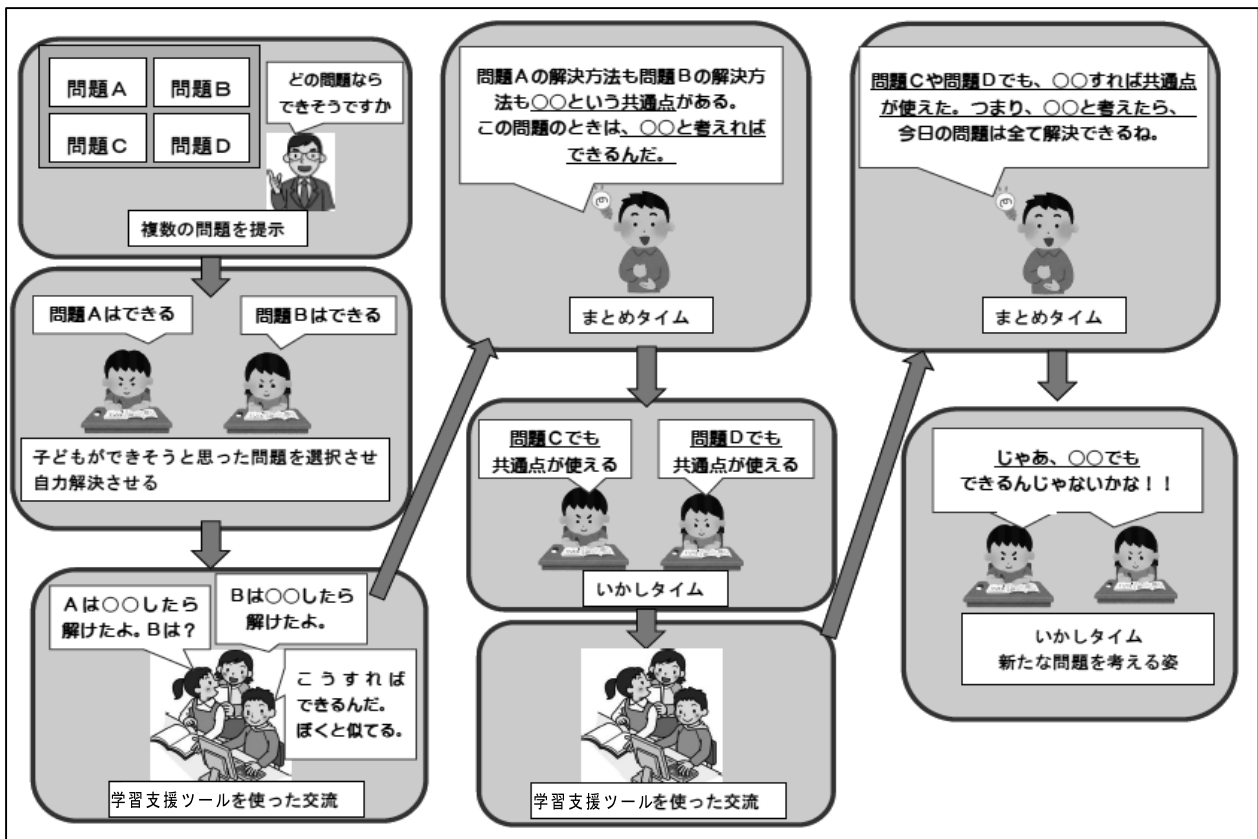 問題A
問題B
問題C
問題D
どの問題なら
できそうですか
複数の問題を提示
問題Aはできる
問題Bはできる
子どもができそうと思った問題を選択させ
自力解決させる
Aは〇〇したら
解けたよ。Bは?
Bは〇〇したら
解けたよ。
こうすれば
できるんだ。
ぼくと似てる。
学習支援ツールを使った交流
問題Aの解決方法も問題Bの解決方
法も〇〇という共通点がある。
この問題のときは、〇〇と考えれば
できるんだ。
まとめタイム
問題Cでも
共通点が使える
問題Dでも
共通点が使える
いかしタイム
学習支援ツールを使った交流
問題Cや問題Dでも、〇〇すれば共通点
が使えた。つまり、〇〇と考えたら、
今日の問題は全て解決できるね。
まとめタイム
じゃあ、〇〇でも
できるんじゃないかな!!
いかしタイム
新たな問題を考える姿